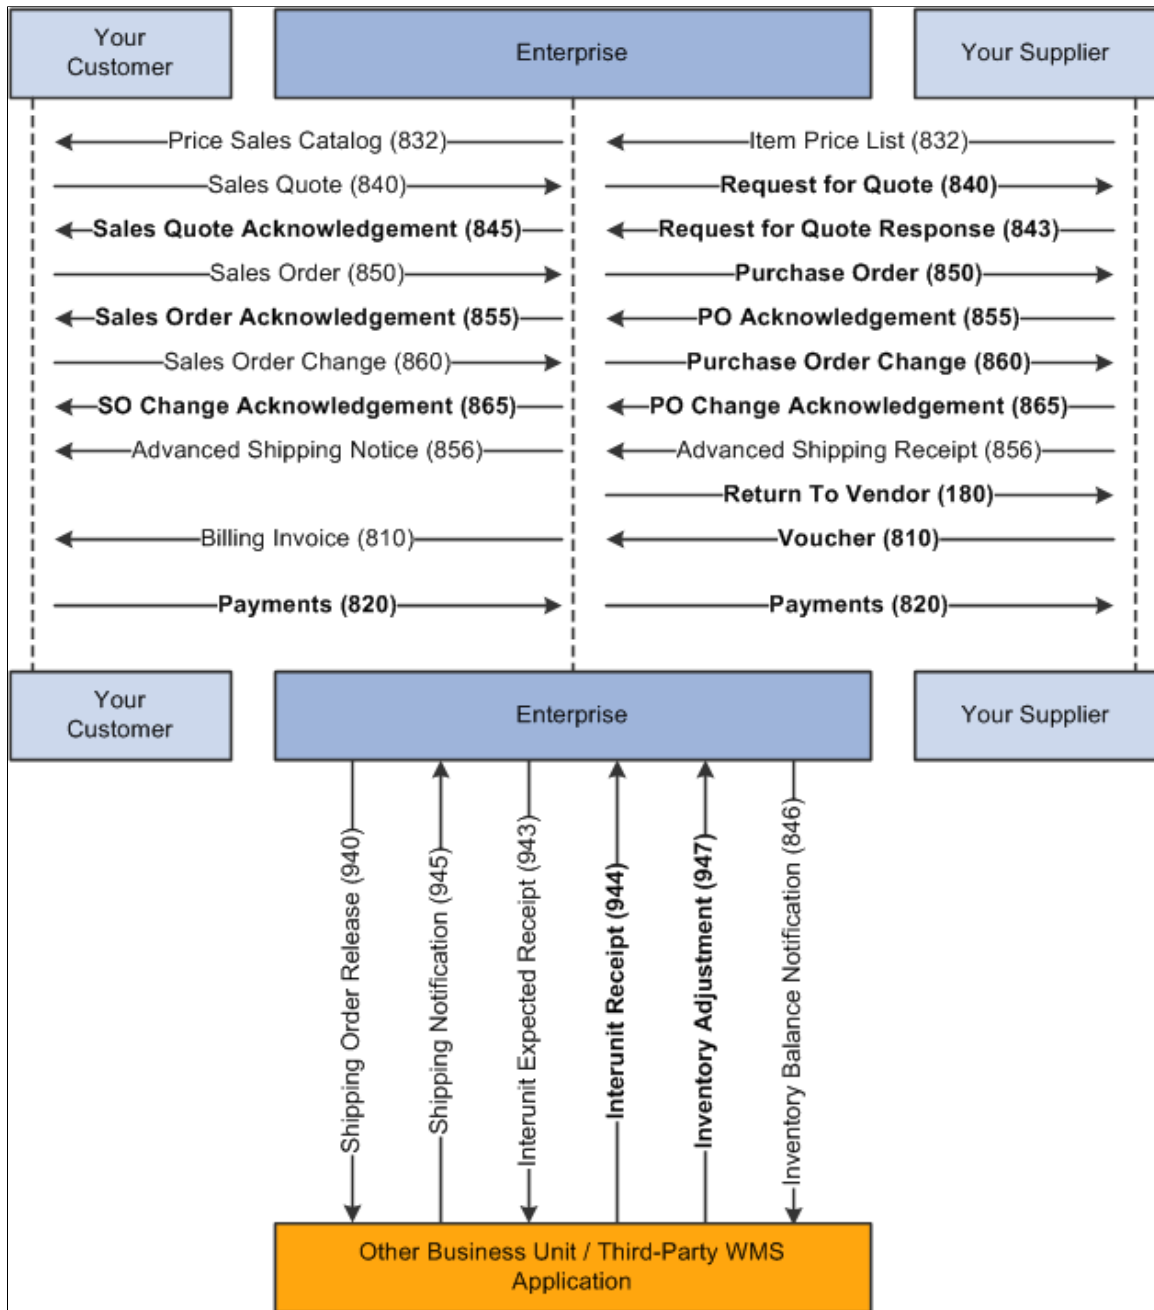 Your
Customer
Enterprise
Your Supplier
Price Sales Catalog (832)
Item Price List (832)
Sales Quote (840)
Request for Quote (840)
Sales Quote Acknowledgement (845)
Request for Quote Response (843)
Sales Order (850)
Purchase Order (850)
Sales Order Acknowledgement (855)
PO Acknowledgement (855)
Sales Order Change (860)
Purchase Order Change (860)
SO Change Acknowledgement (865)
PO Change Acknowledgement (865)
Advanced Shipping Notice (856)
Advanced Shipping Receipt (856)
Return To Vendor (180)
Billing Invoice (810)
Voucher (810)
Payments (820)
Payments (820)
Your
Customer
Enterprise
Your Supplier
Shipping Order Release (940)
Shipping Notification (945)
Interunit Expected Receipt (943)
Interunit Receipt (944)
Inventory Adjustment (947)
Inventory Balance Notification (846)
Other Business Unit / Third-Party WMS
Application